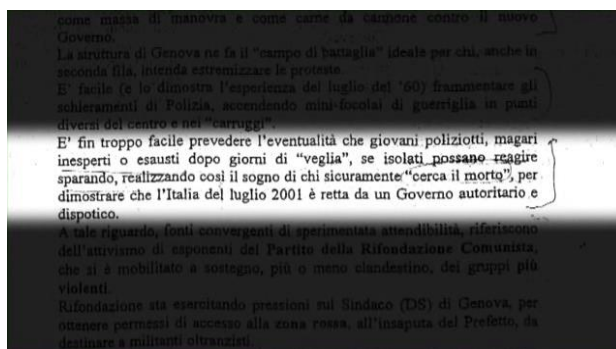 come massa di manovra e come carne da cannone contro il nuovo
Governo.
La struttura di Genova ne fa il "campo di battaglia" ideale per chi, anche in
seconda fila, intenda estremizzare le proteste.
E' facile (e lo dimostra l'esperienza del luglio del '60) frammentare gli
schieramenti di Polizia, accendendo mini-focolai di guerriglia in punti
diversi del centro e nei "carruggi".
E' fin troppo facile prevedere l'eventualità che giovani poliziotti, magari
inesperti o esausti dopo giorni di "veglia", se isolati possano reagire
sparando, realizzando così il sogno di chi sicuramente "cerca il morto", per
dimostrare che l'Italia del luglio 2001 è retta da un Governo autoritario e
dispotico.
A tale riguardo, fonti convergenti di sperimentata attendibilità, riferiscono
dell'attivismo di esponenti del Partito della Rifondazione Comunista,
che si è mobilitato a sostegno, più o meno clandestino, dei gruppi più
violenti.
Rifondazione sta esercitando pressioni sul Sindaco (DS) di Genova, per
ottenere permessi di accesso alla zona rossa, all'insaputa del Prefetto, da
destinare a militanti oltranzisti.